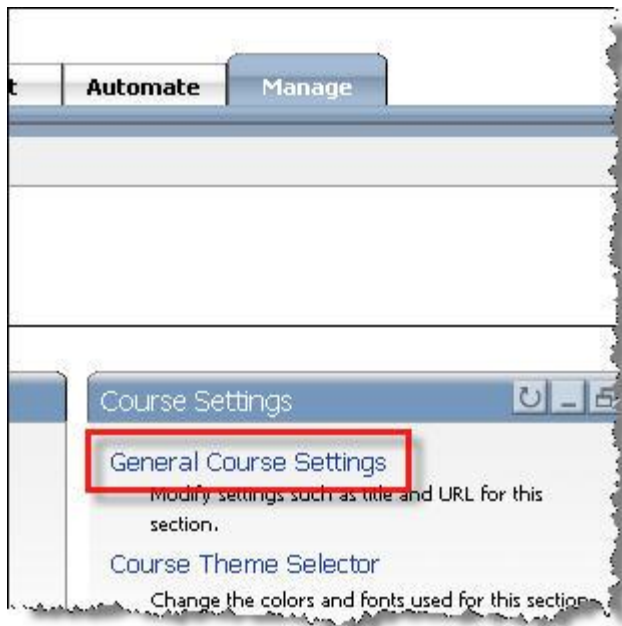 t Automate Manage
Course Settings
General Course Settings
Modify settings such as title and URL for this
section.
Course Theme Selector
Change the colors and fonts used for this section